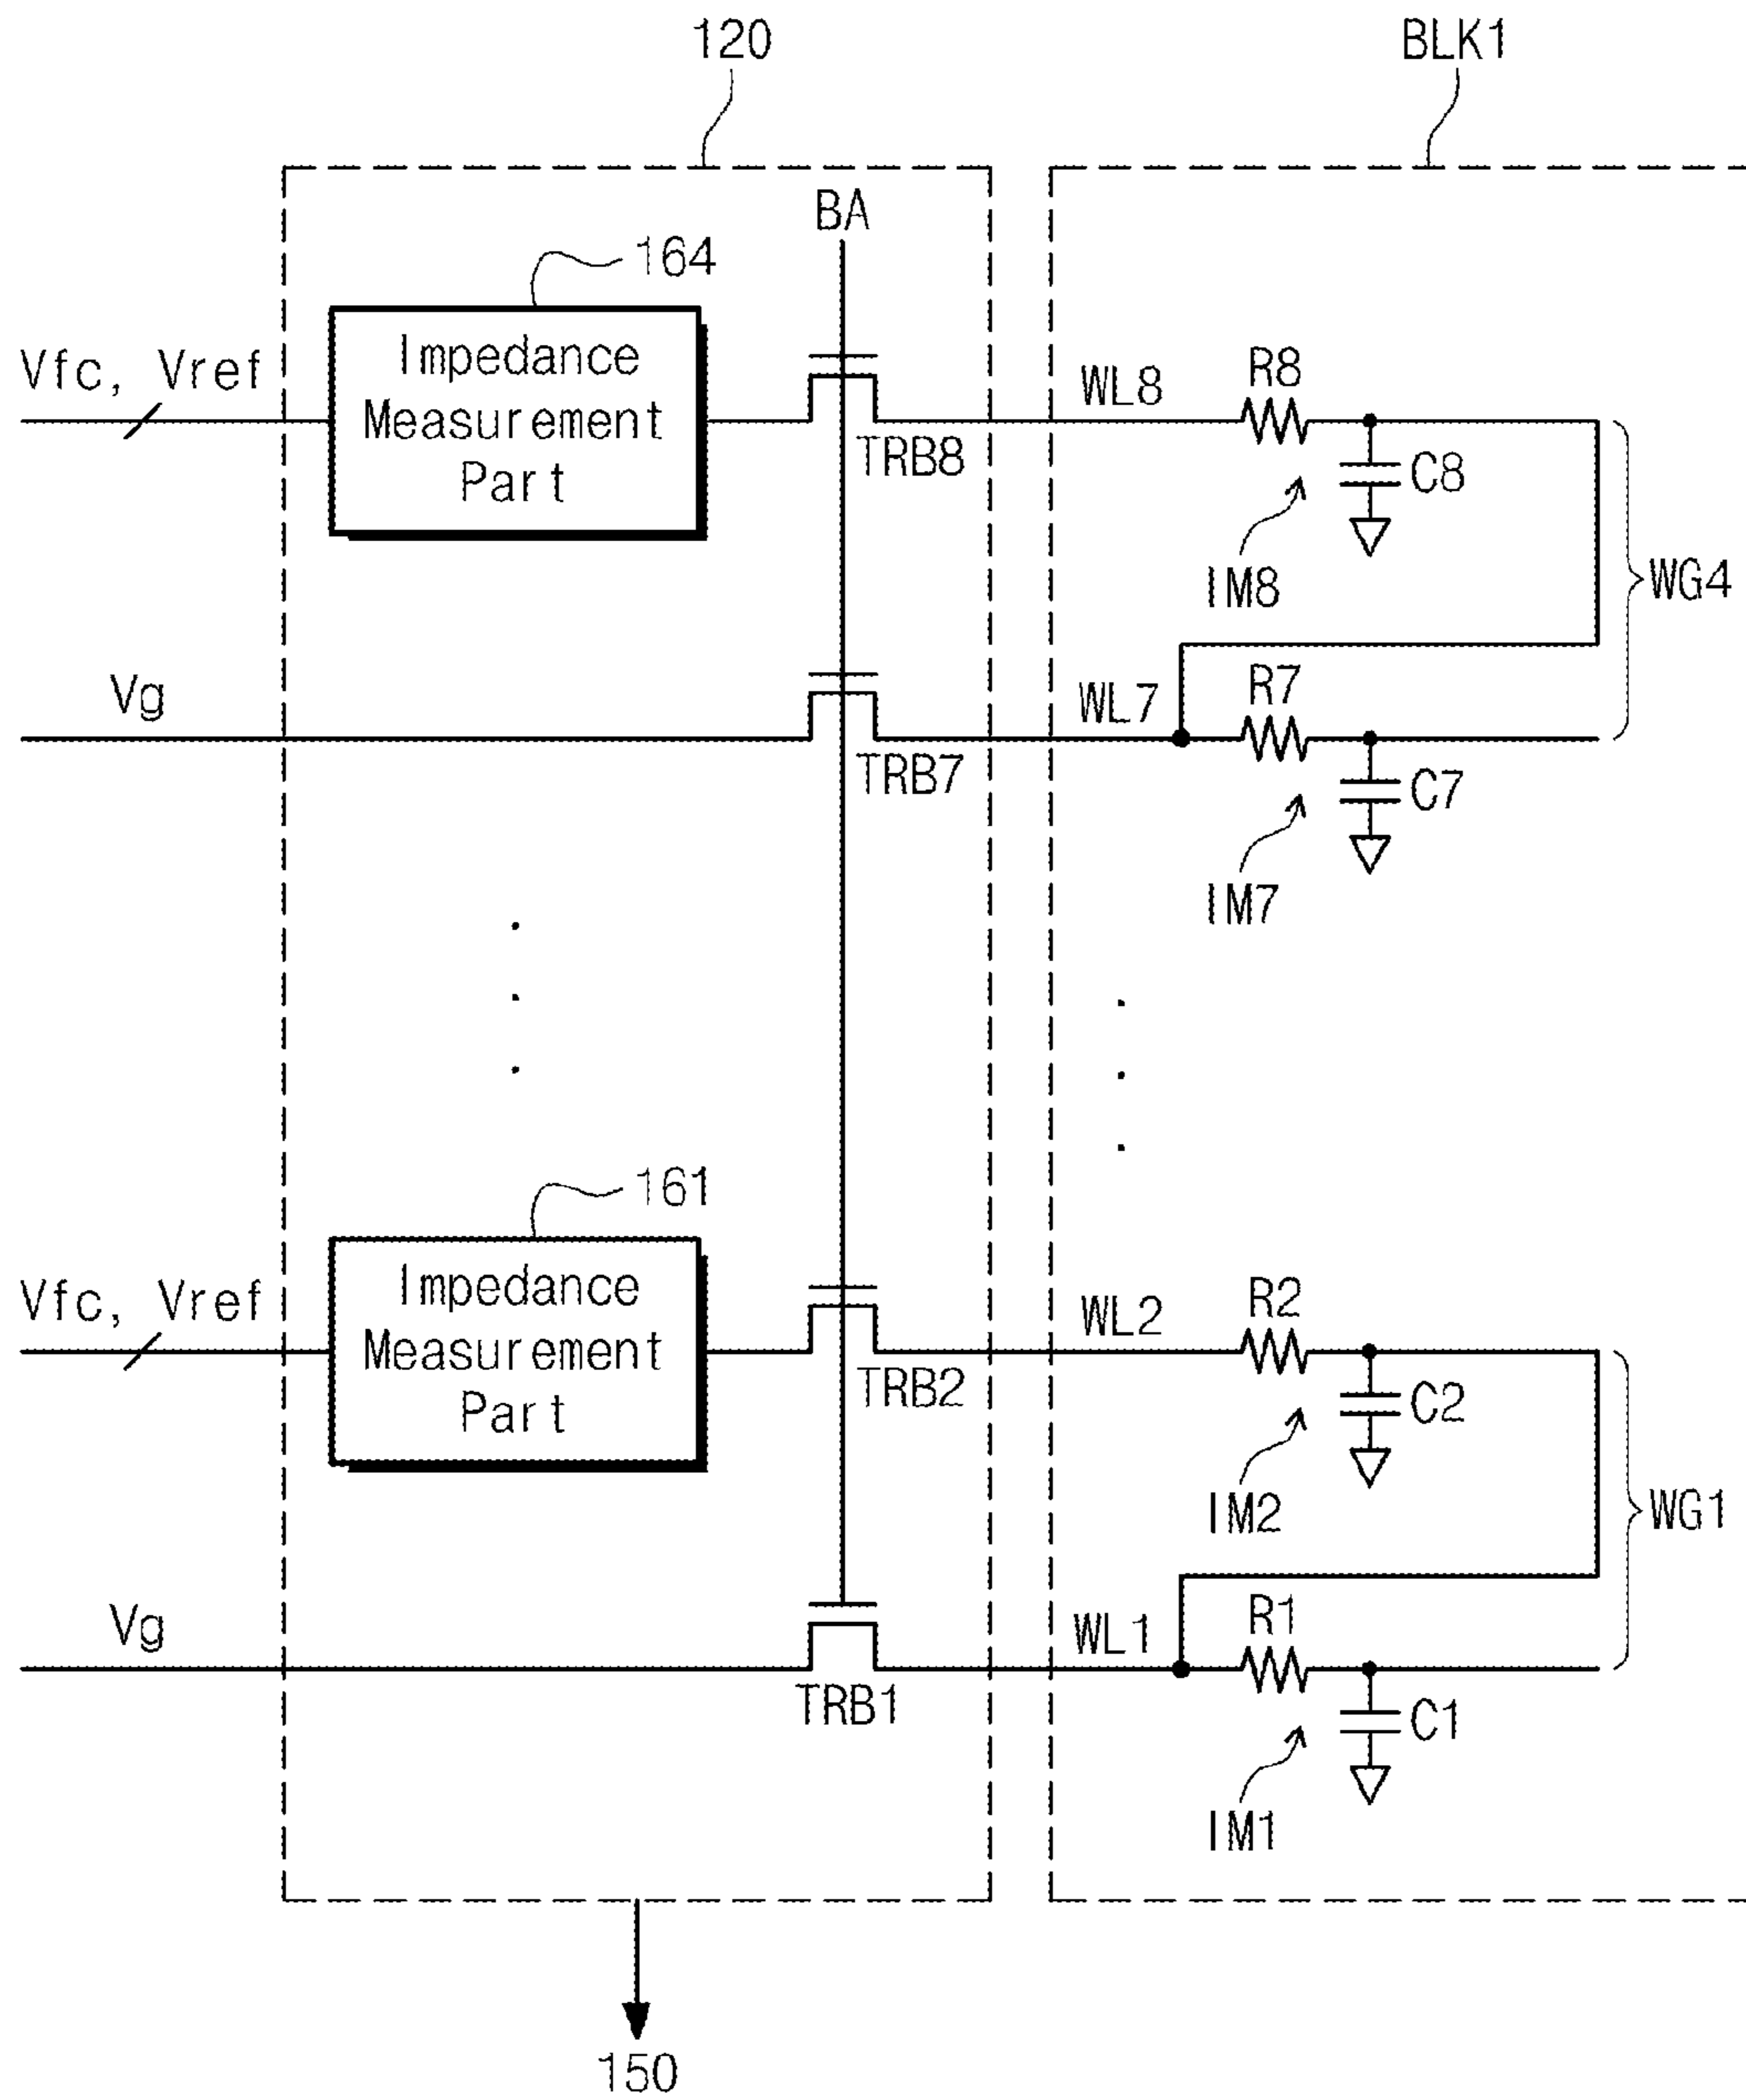 120
BLK1
BA
164
Impedance
Measurement
Part
Vfc, Vref
TRB8
WL8
R8
C8
IM8
WG4
Vg
TRB7
WL7
R7
C7
IM7
161
Impedance
Measurement
Part
Vfc, Vref
TRB2
WL2
R2
C2
IM2
WG1
Vg
TRB1
WL1
R1
C1
IM1
150